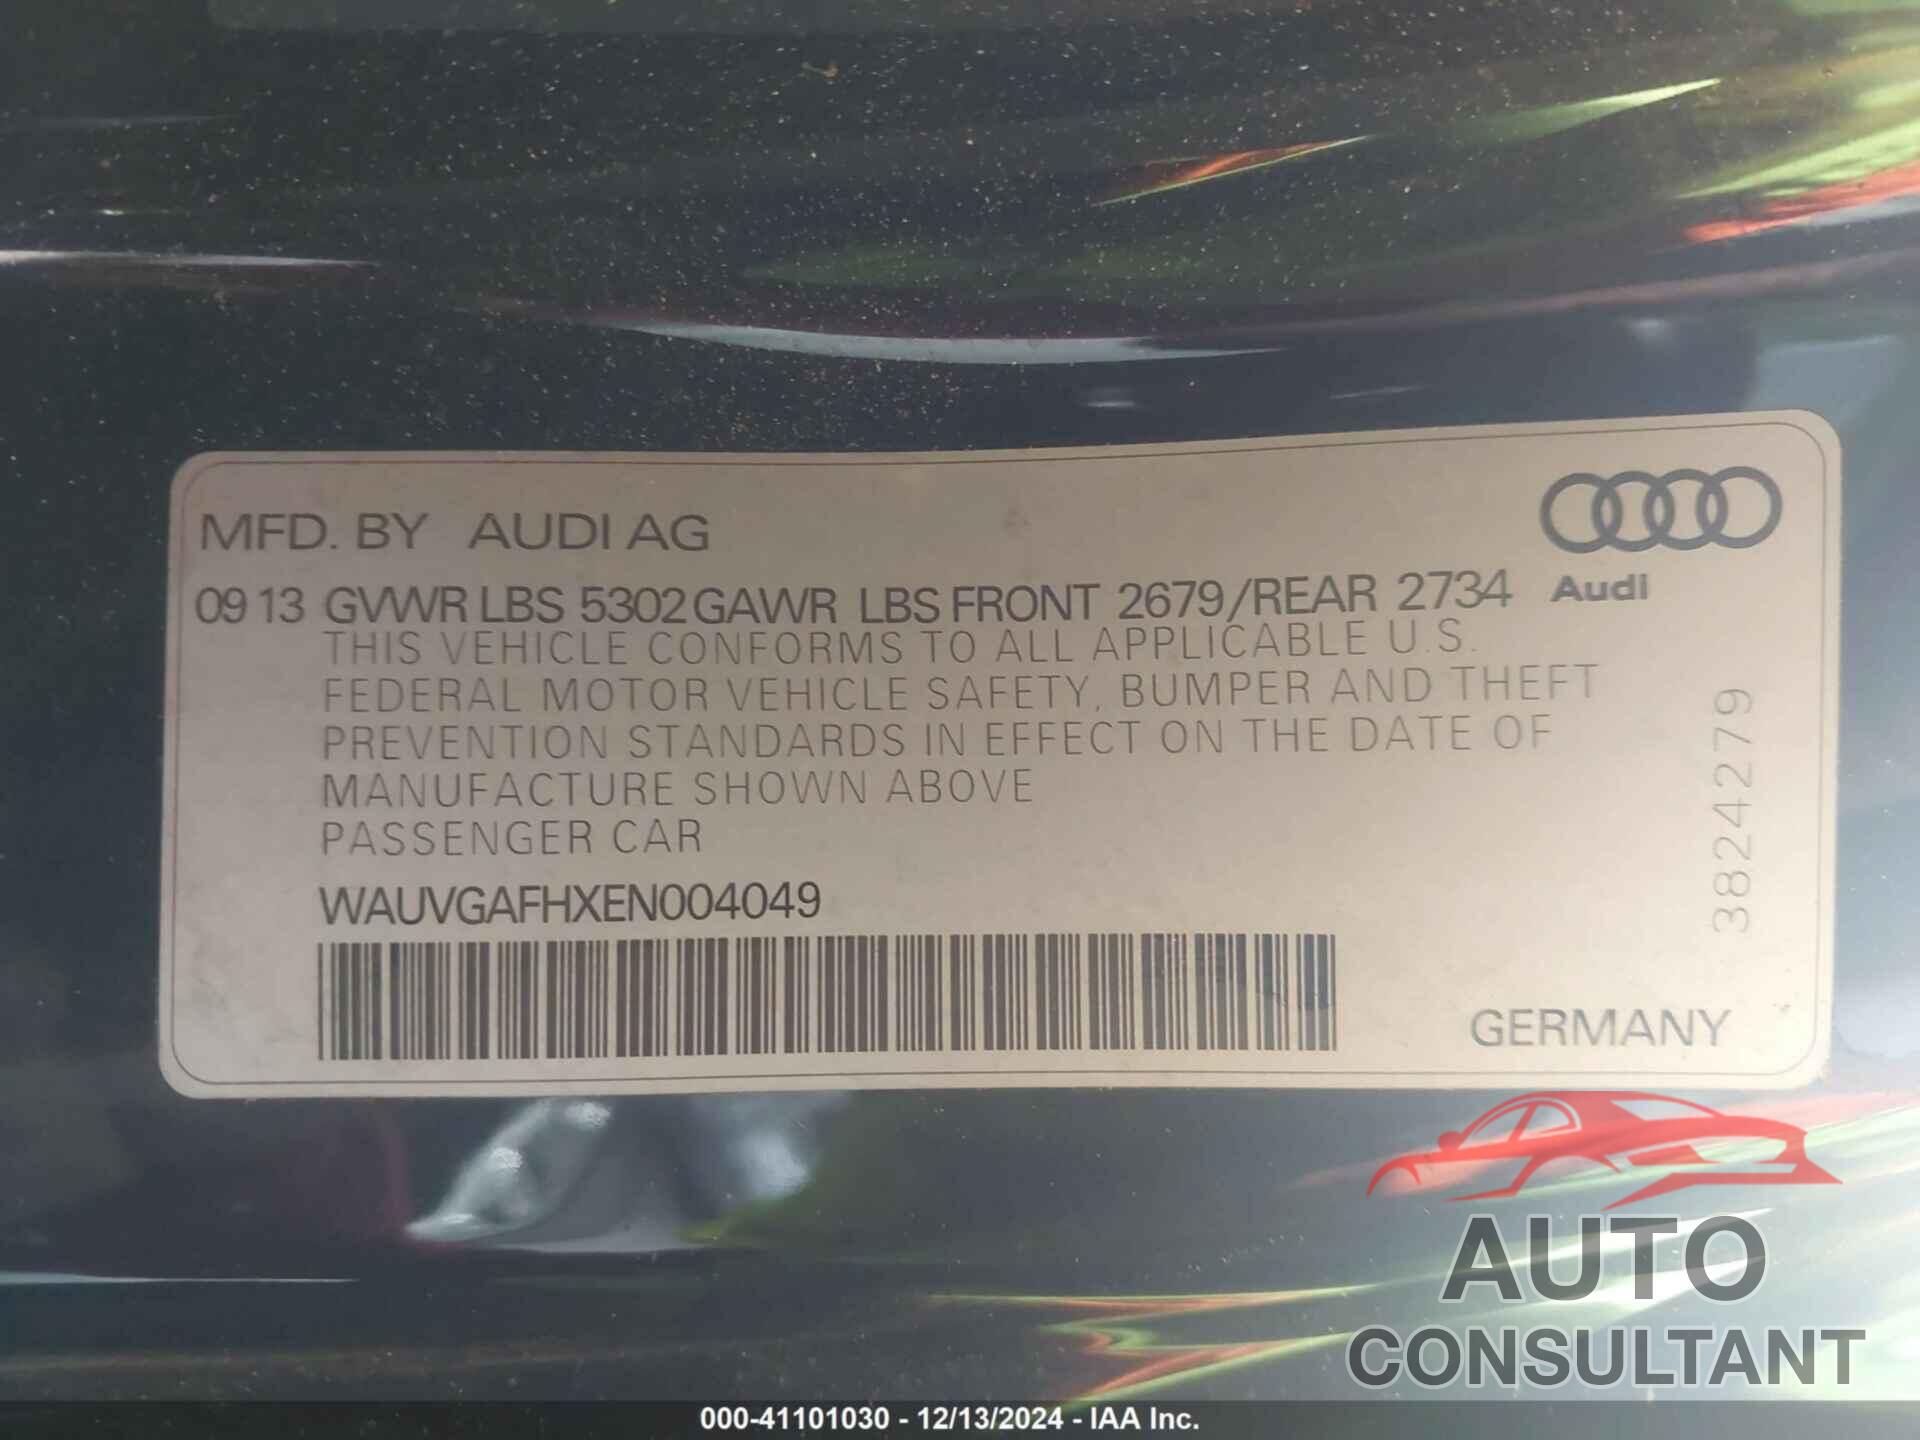 MFD. BY AUDI AG
09 13 GVWR LBS 5302 GAWR LBS FRONT 2679/REAR 2734 Audi
THIS VEHICLE CONFORMS TO ALL APPLICABLE U.S.
FEDERAL MOTOR VEHICLE SAFETY, BUMPER AND THEFT
PREVENTION STANDARDS IN EFFECT ON THE DATE OF
MANUFACTURE SHOWN ABOVE
PASSENGER CAR
WAUVGAFHXEN004049
3824279
GERMANY
AUTO
CONSULTANT
000-41101030 - 12/13/2024 - IAA Inc.